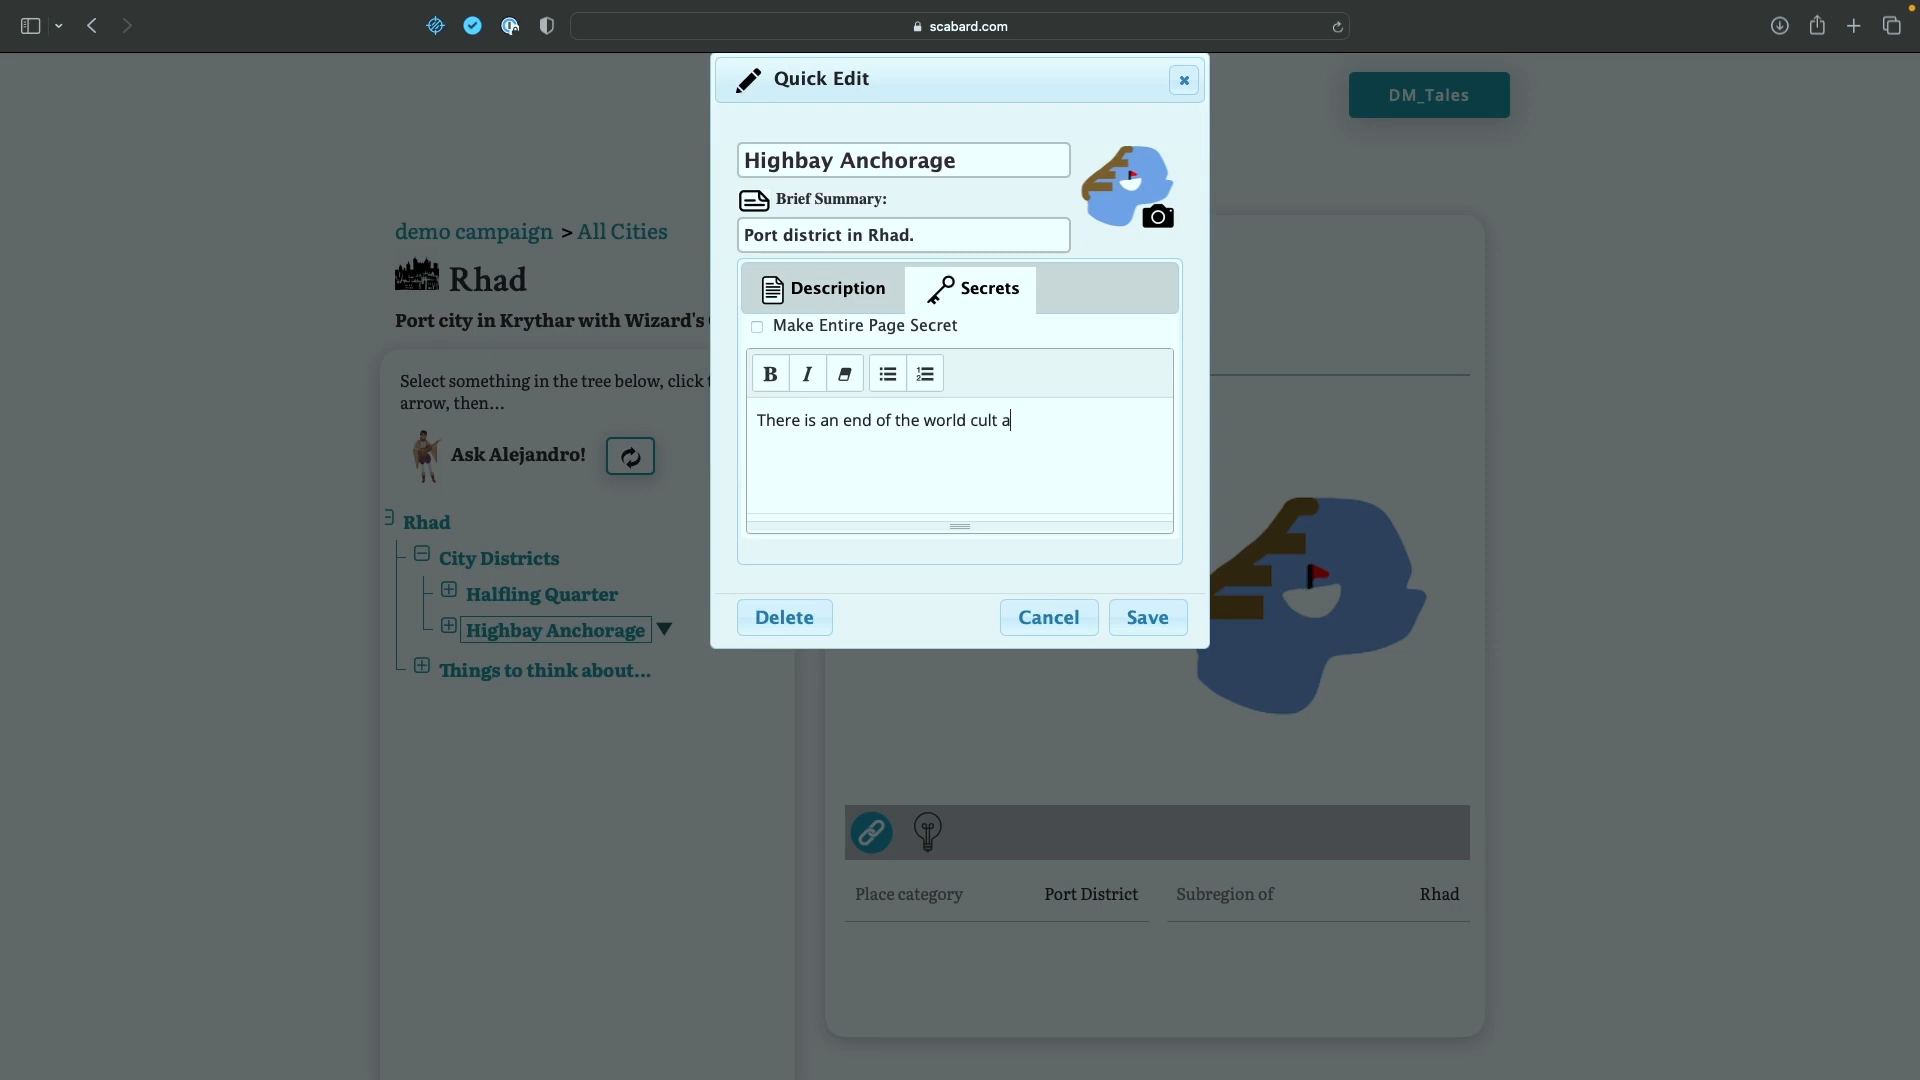 scabard.com
Quick Edit
DM_Tales
Highbay Anchorage
Brief Summary:
Port district in Rhad.
demo campaign > All Cities
Rhad
Port city in Krythar with Wizard's
Description
Secrets
Make Entire Page Secret
B I
There is an end of the world cult a
Select something in the tree below, click
arrow, then...
Ask Alejandro!
Rhad
City Districts
Halfling Quarter
Highbay Anchorage
Things to think about...
Delete
Cancel
Save
Place category
Port District
Subregion of
Rhad